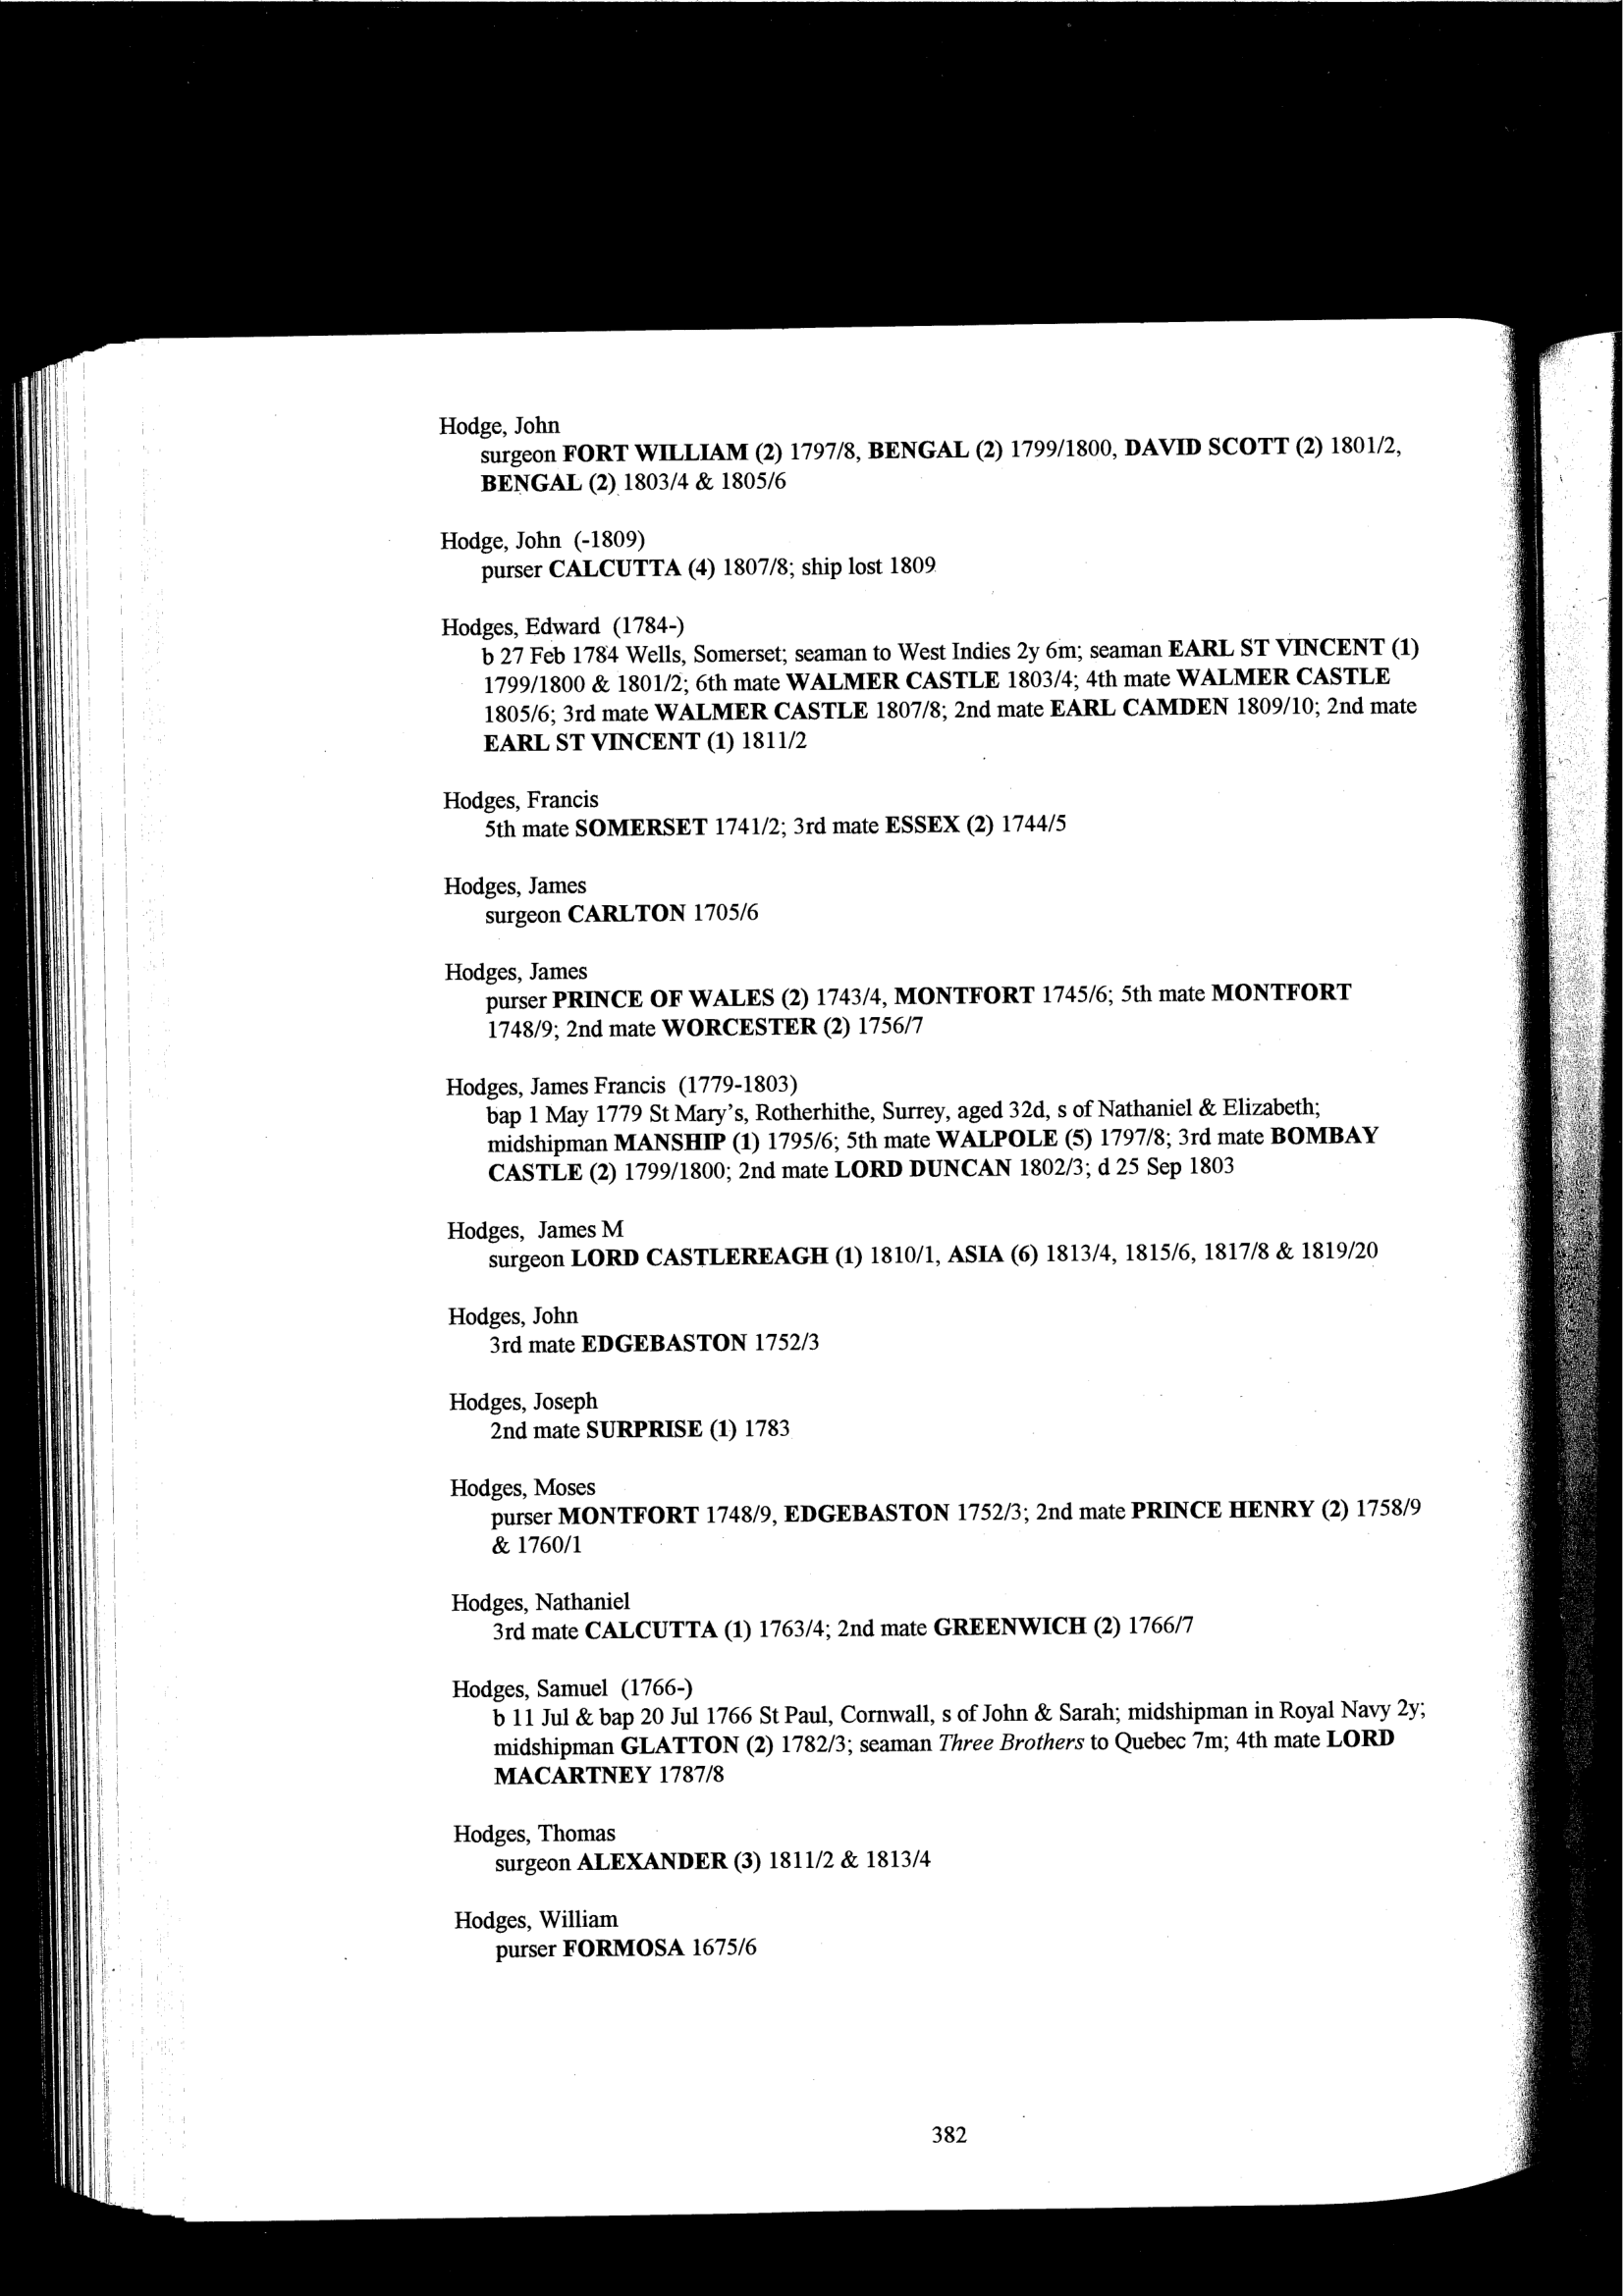 Hodge, John
surgeon FORT WILLIAM (2) 1797/8, BENGAL (2) 1799/1800, DAVID SCOTT (2) 1801/2,
BENGAL (2) 1803/4 & 1805/6
Hodge, John (-1809)
purser CALCUTTA (4) 1807/8; ship lost 1809
Hodges, Edward (1784-)
b 27 Feb 1784 Wells, Somerset; seaman to West Indies 2y 6m; seaman EARL ST VINCENT (1)
1799/1800 & 1801/2; 6th mate WALMER CASTLE 1803/4; 4th mate WALMER CASTLE
1805/6; 3rd mate WALMER CASTLE 1807/8; 2nd mate EARL CAMDEN 1809/10; 2nd mate
EARL ST VINCENT (1) 1811/2
Hodges, Francis
5th mate SOMERSET 1741/2; 3rd mate ESSEX (2) 1744/5
Hodges, James
surgeon CARLTON 1705/6
Hodges, James
purser PRINCE OF WALES (2) 1743/4, MONTFORT 1745/6; 5th mate MONTFORT
1748/9; 2nd mate WORCESTER (2) 1756/7
Hodges, James Francis (1779-1803)
bap 1 May 1779 St Mary's, Rotherhithe, Surrey, aged 32d, s of Nathaniel & Elizabeth;
midshipman MANSHIP (1) 1795/6; 5th mate WALPOLE (5) 1797/8; 3rd mate BOMBAY
CASTLE (2) 1799/1800; 2nd mate LORD DUNCAN 1802/3; d 25 Sep 1803
Hodges, James M
surgeon LORD CASTLEREAGH (1) 1810/1, ASIA (6) 1813/4, 1815/6, 1817/8 & 1819/20
Hodges, John
3rd mate EDGEBASTON 1752/3
Hodges, Joseph
2nd mate SURPRISE (1) 1783
Hodges, Moses
purser MONTFORT 1748/9, EDGEBASTON 1752/3; 2nd mate PRINCE HENRY (2) 1758/9
& 1760/1
Hodges, Nathaniel
3rd mate CALCUTTA (1) 1763/4; 2nd mate GREENWICH (2) 1766/7
Hodges, Samuel (1766-)
b 11 Jul & bap 20 Jul 1766 St Paul, Cornwall, s of John & Sarah; midshipman in Royal Navy 2y;
midshipman GLATTON (2) 1782/3; seaman Three Brothers to Quebec 7m; 4th mate LORD
MACARTNEY 1787/8
Hodges, Thomas
surgeon ALEXANDER (3) 1811/2 & 1813/4
Hodges, William
purser FORMOSA 1675/6
382